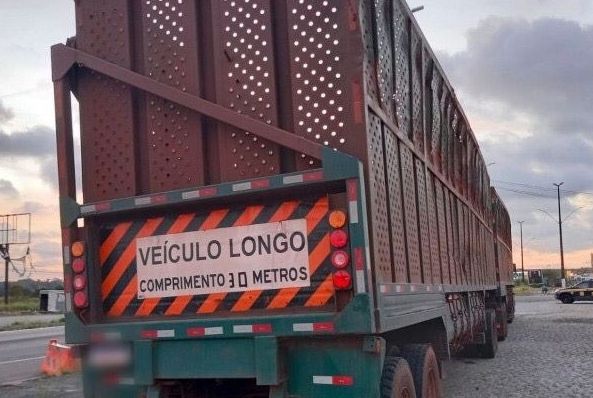 VEÍCULO LONGO
COMPRIMENTO 30 METROS